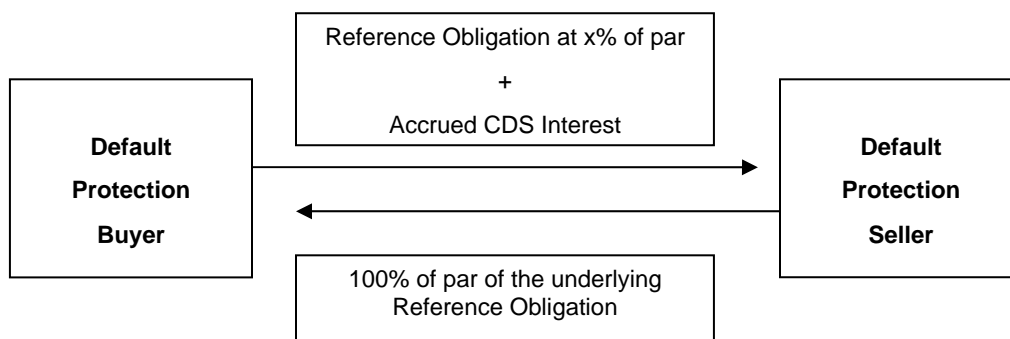 Reference Obligation at x% of par
+
Accrued CDS Interest
Default
Protection
Buyer
Default
Protection
Seller
100% of par of the underlying
Reference Obligation